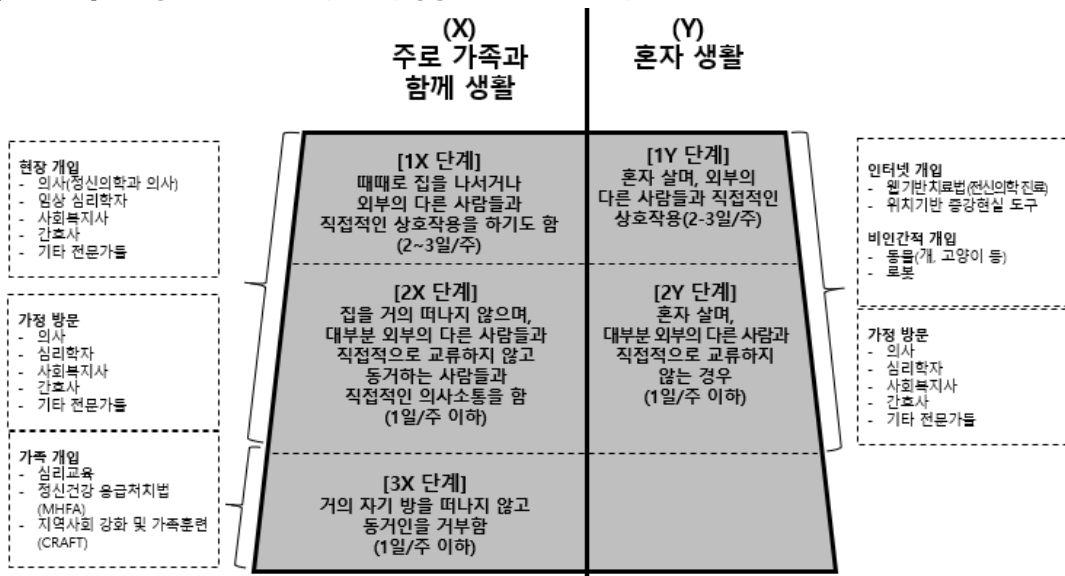 (X)
주로 가족과
함께 생활
(Y)
혼자 생활
현장 개입
- 의사(정신의학과 의사)
- 임상 심리학자
- 사회복지사
- 간호사
- 기타 전문가들
가정 방문
- 의사
- 심리학자
- 사회복지사
- 간호사
- 기타 전문가들
가족 개입
- 심리교육
- 정신건강 응급처치법
(MHFA)
- 지역사회 강화 및 가족훈련
(CRAFT)
[1X 단계]
때때로 집을 나서거나
외부의 다른 사람들과
직접적인 상호작용을 하기도 함
(2~3일/주)
[2X 단계]
집을 거의 떠나지 않으며,
대부분 외부의 다른 사람들과
직접적으로 교류하지 않고
동거하는 사람들과
직접적인 의사소통을 함
(1일/주 이하)
[3X 단계]
거의 자기 방을 떠나지 않고
동거인을 거부함
(1일/주 이하)
[1Y 단계]
혼자 살며, 외부의
다른 사람들과 직접적인
상호작용(2-3일/주)
[2Y 단계]
혼자 살며,
대부분 외부의 다른 사람과
직접적으로 교류하지
않는 경우
(1일/주 이하)
인터넷 개입
- 웹 기반 치료법(전신의학 진료)
- 위치기반 증강현실 도구
비인간적 개입
- 동물(개, 고양이 등)
- 로봇
가정 방문
- 의사
- 심리학자
- 사회복지사
- 간호사
- 기타 전문가들